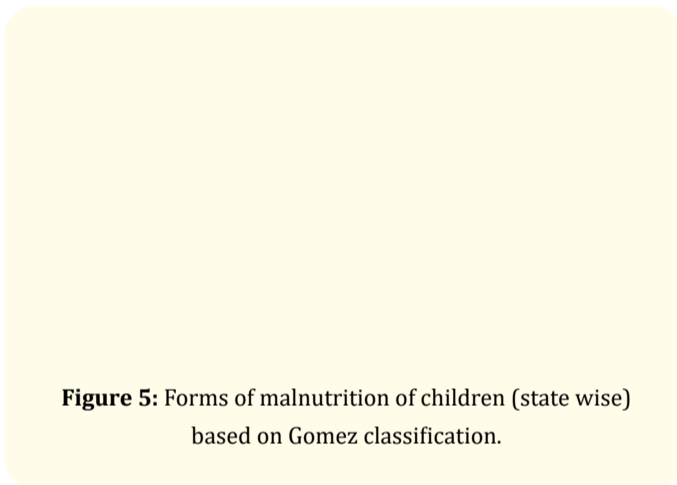 Figure 5: Forms of malnutrition of children (state wise)
based on Gomez classification.